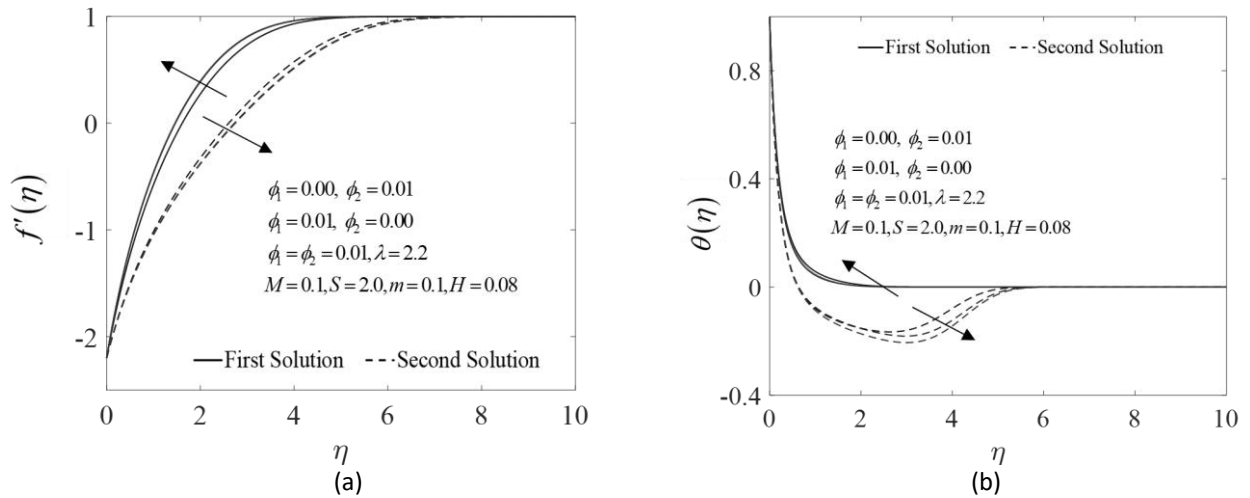 1
0
-1
-2
f'(η)
ϕ₁ = 0.00, ϕ₂ = 0.01
ϕ₁ = 0.01, ϕ₂ = 0.00
ϕ₁ = ϕ₂ = 0.01, λ = 2.2
M = 0.1, S = 2.0, m = 0.1, H = 0.08
First Solution Second Solution
0 2 4 6 8 10
η
(a)
First Solution Second Solution
0.8
0.4
0
-0.4
θ(η)
ϕ₁ = 0.00, ϕ₂ = 0.01
ϕ₁ = 0.01, ϕ₂ = 0.00
ϕ₁ = ϕ₂ = 0.01, λ = 2.2
M = 0.1, S = 2.0, m = 0.1, H = 0.08
0 2 4 6 8 10
η
(b)